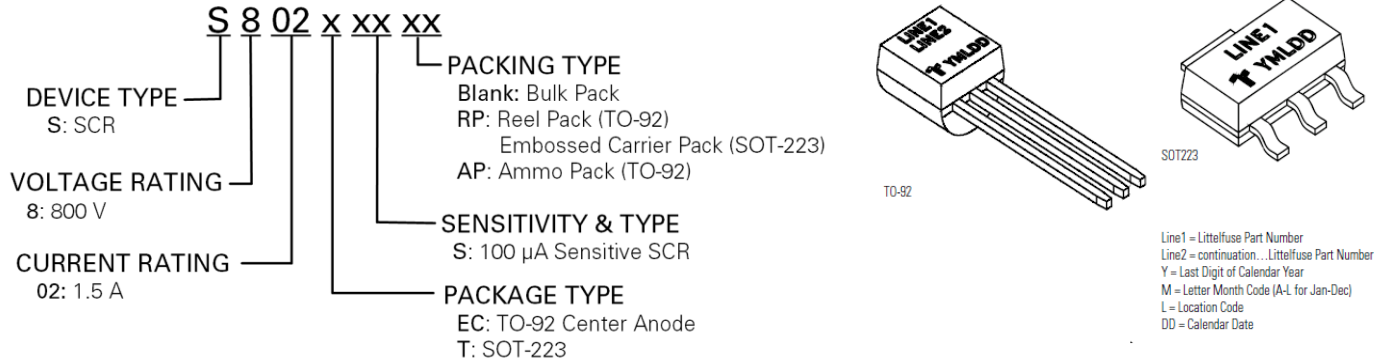 S 8 02 x xx xx
PACKING TYPE
Blank: Bulk Pack
RP: Reel Pack (TO-92)
Embossed Carrier Pack (SOT-223)
AP: Ammo Pack (TO-92)
DEVICE TYPE
S: SCR
VOLTAGE RATING
8: 800 V
SENSITIVITY & TYPE
S: 100 µA Sensitive SCR
CURRENT RATING
02: 1.5 A
PACKAGE TYPE
EC: TO-92 Center Anode
T: SOT-223
LINE1
LINE2
YMLDD
TO-92
LINE1
YMLDD
SOT223
Line1 = Littelfuse Part Number
Line2 = continuation...Littelfuse Part Number
Y = Last Digit of Calendar Year
M = Letter Month Code (A-L for Jan-Dec)
L = Location Code
DD = Calendar Date